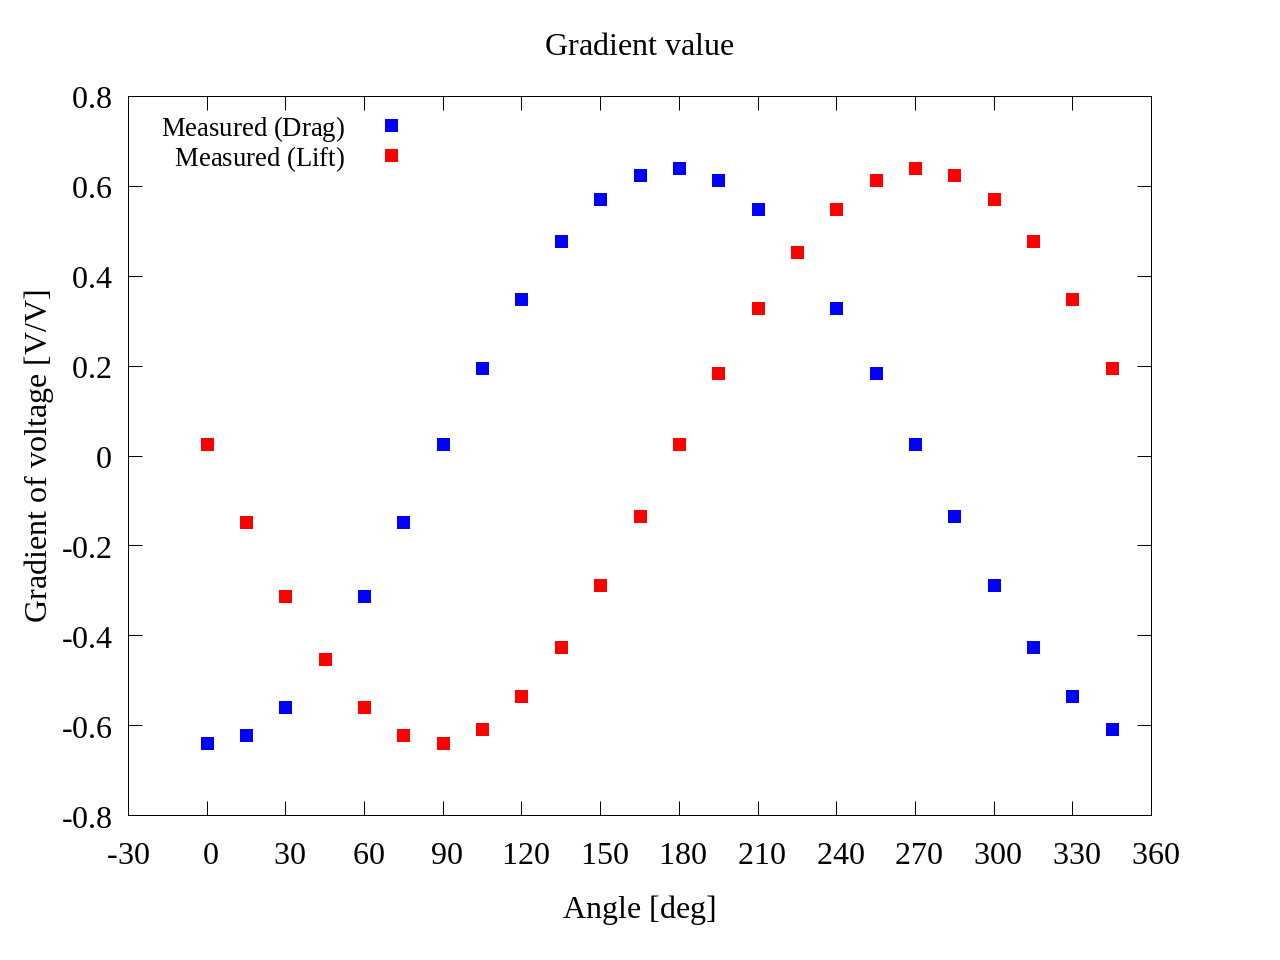 Gradient value
0.8
0.6
0.4
0.2
0
-0.2
-0.4
-0.6
-0.8
Gradient of voltage [V/V]
Measured (Drag)
Measured (Lift)
-30 0 30 60 90 120 150 180 210 240 270 300 330 360
Angle [deg]